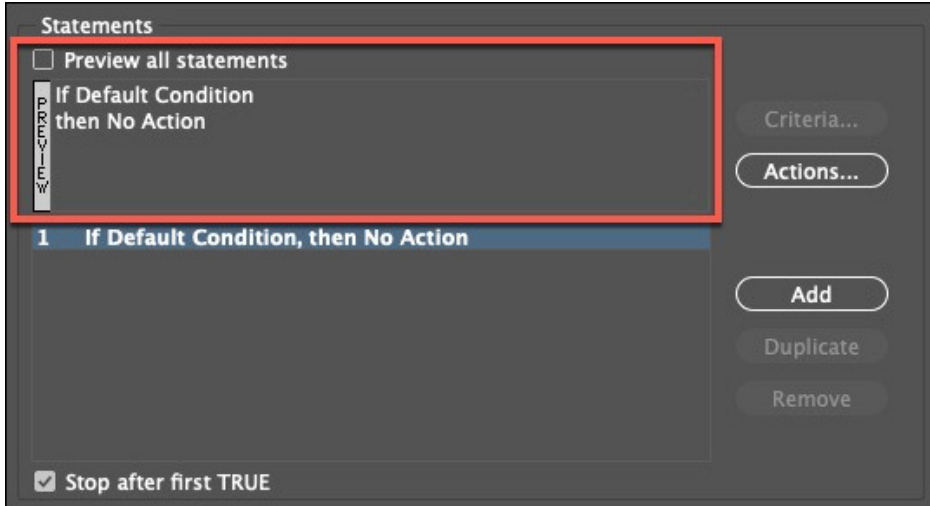 Statements
Preview all statements
PREVIEW
If Default Condition
then No Action
Criteria...
Actions...
1 If Default Condition, then No Action
Add
Duplicate
Remove
Stop after first TRUE